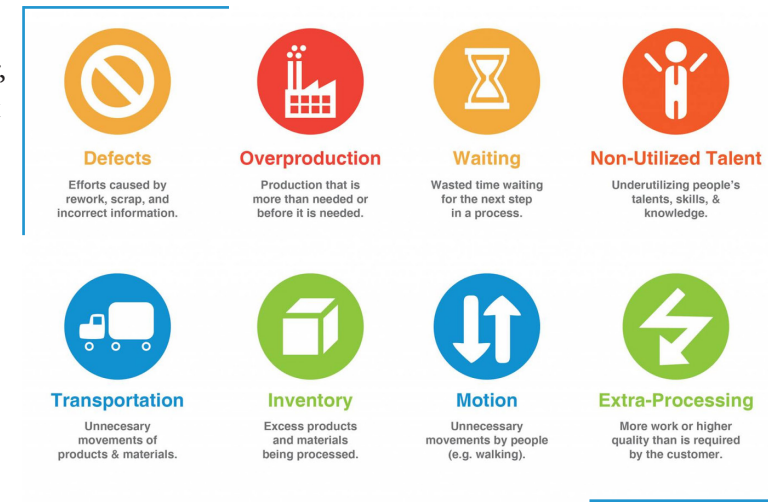 Defects
Efforts caused by
rework, scrap, and
incorrect information.
Overproduction
Production that is
more than needed or
before it is needed.
Waiting
Wasted time waiting
for the next step
in a process.
Non-Utilized Talent
Underutilizing people's
talents, skills, &
knowledge.
Transportation
Unnecesary
movements of
products & materials.
Inventory
Excess products
and materials
being processed.
Motion
Unnecessary
movements by people
(e.g. walking).
Extra-Processing
More work or higher
quality than is required
by the customer.